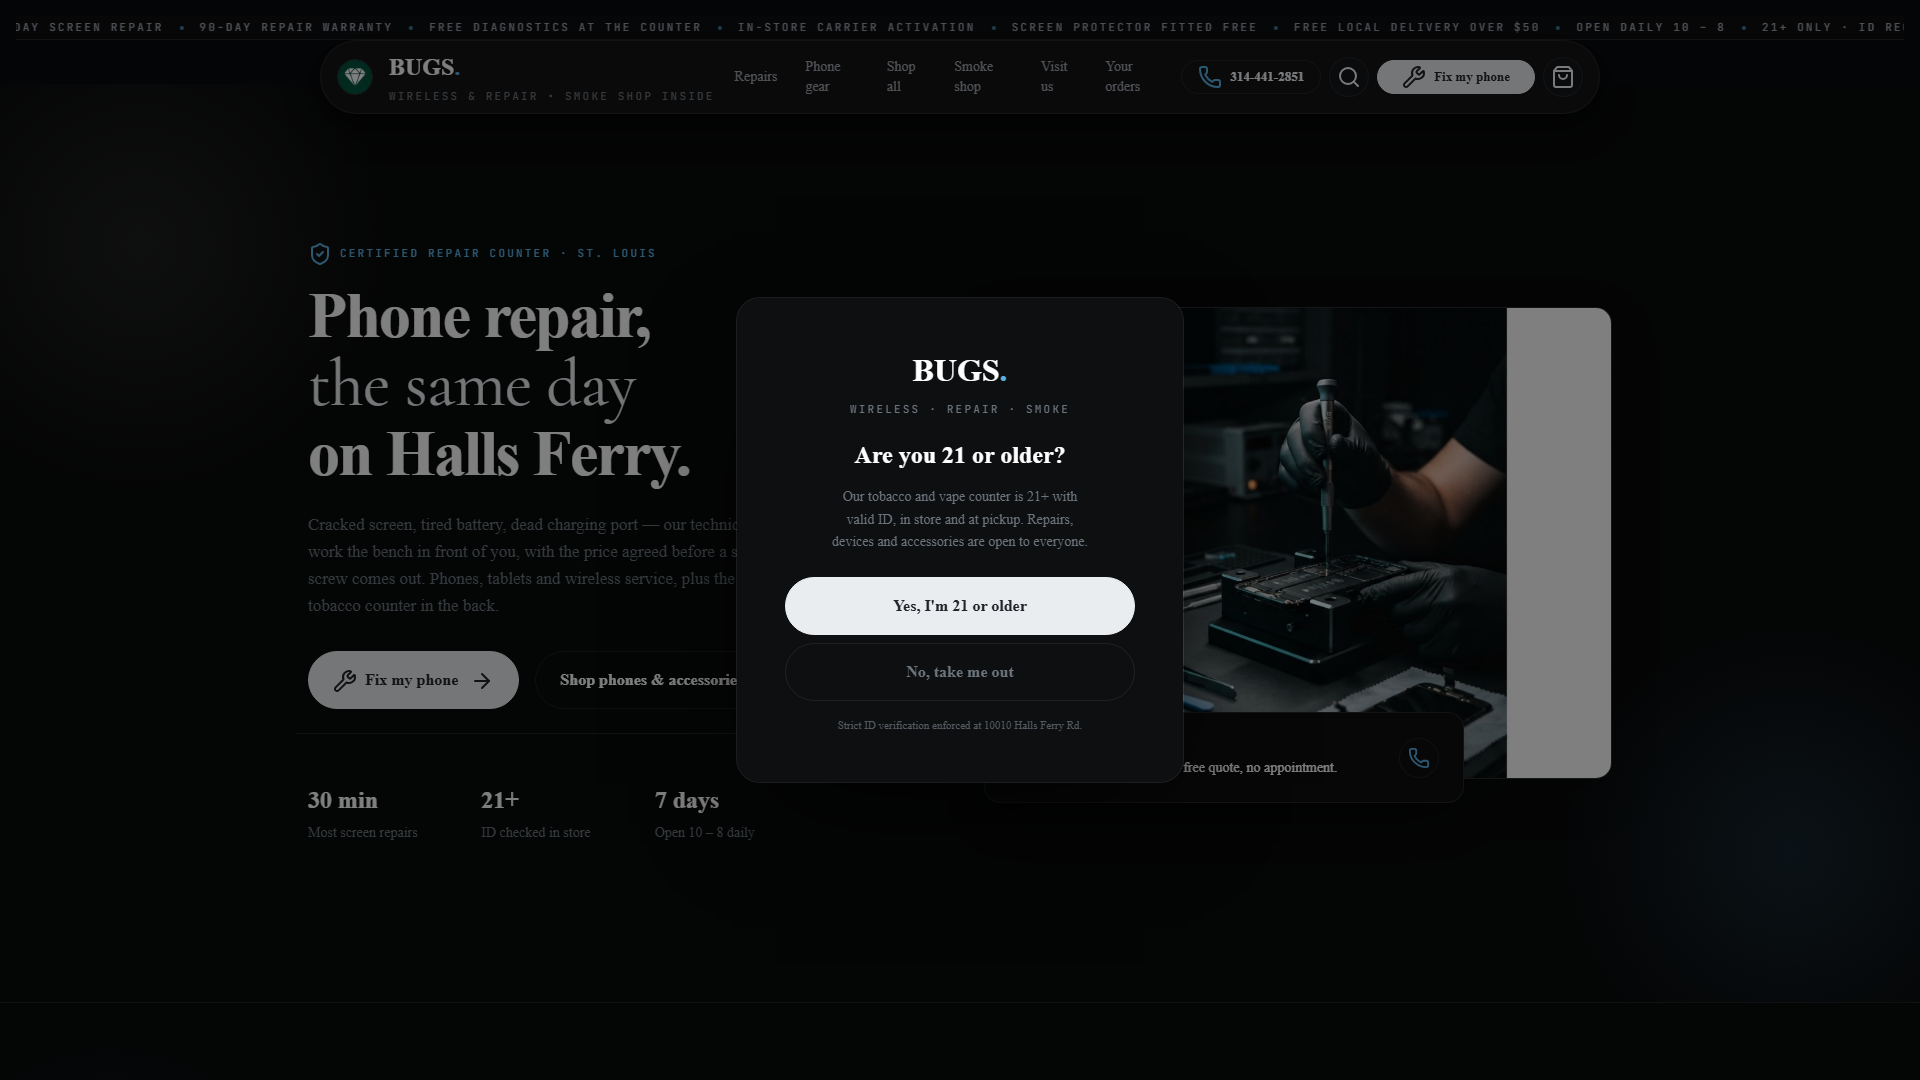 DAY SCREEN REPAIR • 90-DAY REPAIR WARRANTY • FREE DIAGNOSTICS AT THE COUNTER • IN-STORE CARRIER ACTIVATION • SCREEN PROTECTOR FITTED FREE • FREE LOCAL DELIVERY OVER $50 • OPEN DAILY 10 – 8 • 21+ ONLY · ID
BUGS.
WIRELESS & REPAIR · SMOKE SHOP INSIDE
Repairs
Phone
gear
Shop
all
Smoke
shop
Visit
us
Your
orders
314-441-2851
Fix my phone
CERTIFIED REPAIR COUNTER · ST. LOUIS
Phone repair,
the same day
on Halls Ferry.
Cracked screen, tired battery, dead charging port — our
work the bench in front of you, with the price agreed before a
screw comes out. Phones, tablets and wireless service, plus the
tobacco counter in the back.
Fix my phone
Shop phones &
30 min
Most screen repairs
21+
ID checked in store
7 days
Open 10 – 8 daily
BUGS.
WIRELESS · REPAIR · SMOKE
Are you 21 or older?
Our tobacco and vape counter is 21+ with
valid ID, in store and at pickup. Repairs,
devices and accessories are open to everyone.
Yes, I'm 21 or older
No, take me out
Strict ID verification enforced at 10010 Halls Ferry Rd.
free quote, no appointment.